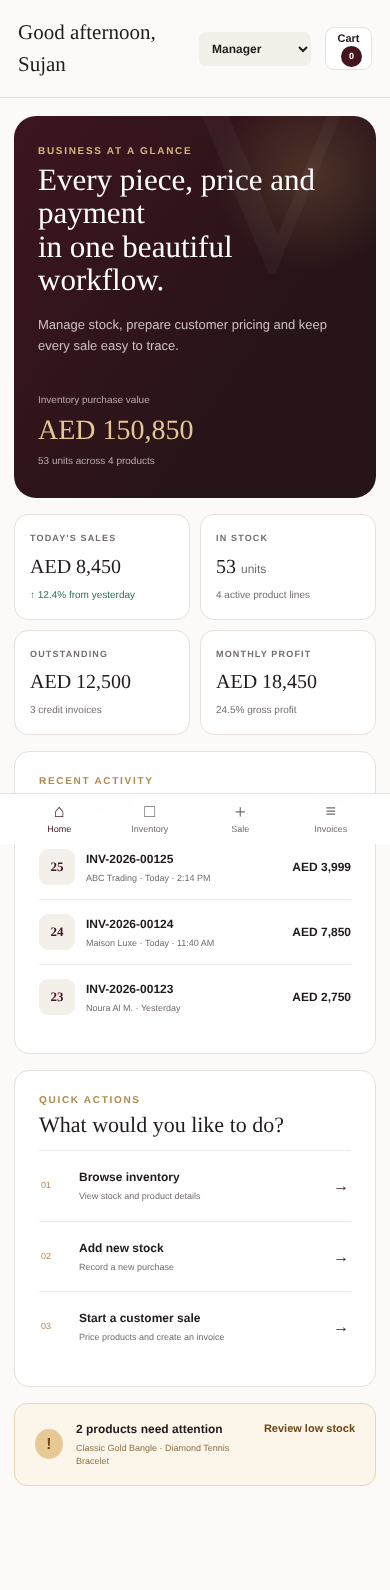 Good afternoon,
Sujan
Manager
Cart
0
BUSINESS AT A GLANCE
Every piece, price and
payment
in one beautiful
workflow.
Manage stock, prepare customer pricing and keep
every sale easy to trace.
Inventory purchase value
AED 150,850
53 units across 4 products
TODAY'S SALES
AED 8,450
↑ 12.4% from yesterday
IN STOCK
53 units
4 active product lines
OUTSTANDING
AED 12,500
3 credit invoices
MONTHLY PROFIT
AED 18,450
24.5% gross profit
RECENT ACTIVITY
Home
Inventory
Sale
Invoices
25
INV-2026-00125
ABC Trading · Today · 2:14 PM
AED 3,999
24
INV-2026-00124
Maison Luxe · Today · 11:40 AM
AED 7,850
23
INV-2026-00123
Noura Al M. · Yesterday
AED 2,750
QUICK ACTIONS
What would you like to do?
01
Browse inventory
View stock and product details
→
02
Add new stock
Record a new purchase
→
03
Start a customer sale
Price products and create an invoice
→
!
2 products need attention
Classic Gold Bangle · Diamond Tennis
Bracelet
Review low stock